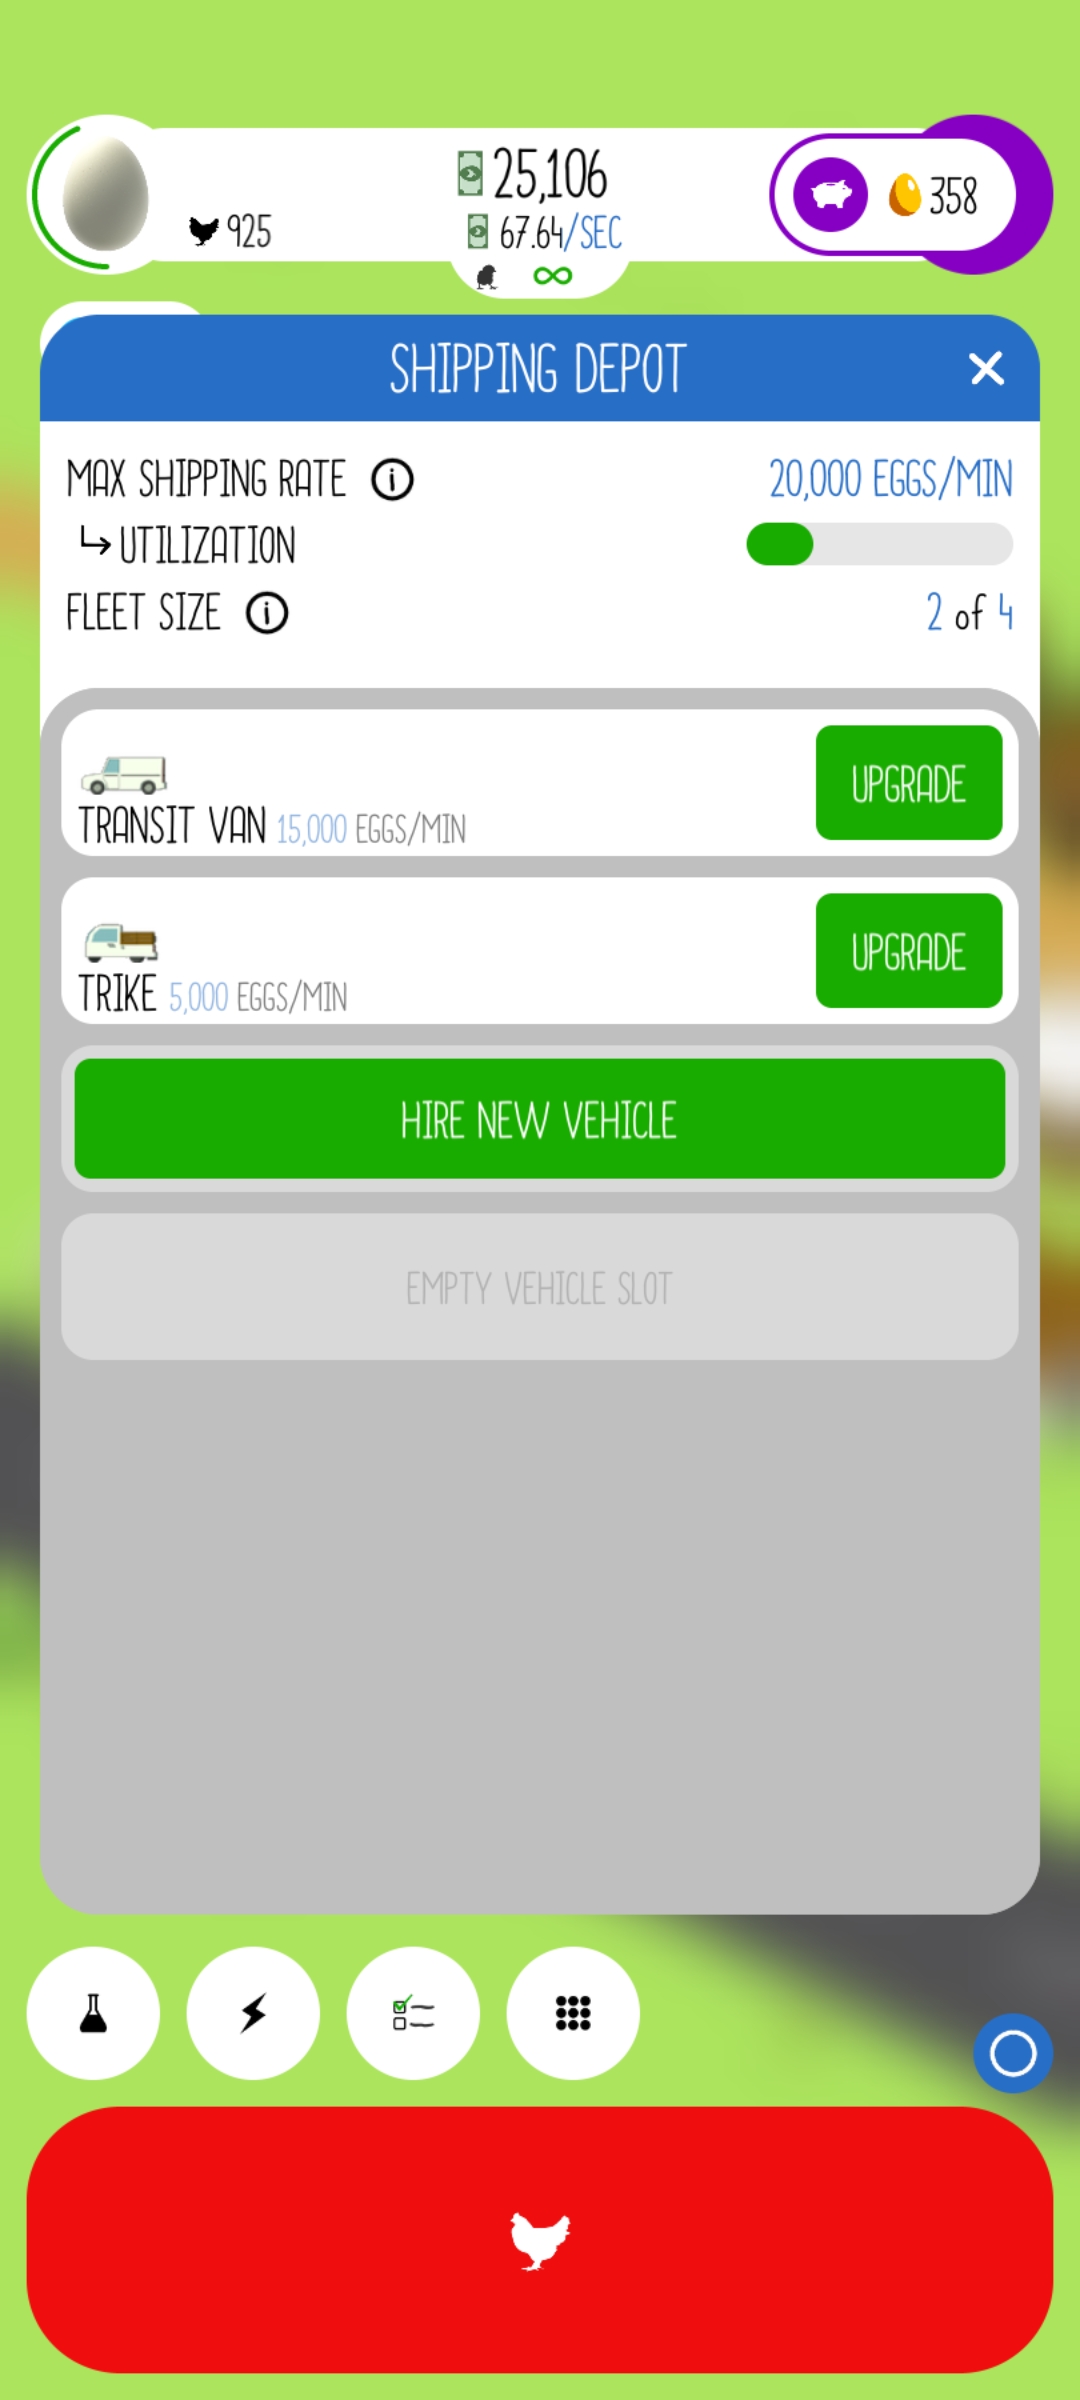 25,106
925
67.64/SEC
358
SHIPPING DEPOT
MAX SHIPPING RATE
20,000 EGGS/MIN
UTILIZATION
FLEET SIZE
2 of 4
TRANSIT VAN 15,000 EGGS/MIN
UPGRADE
TRIKE 5,000 EGGS/MIN
UPGRADE
HIRE NEW VEHICLE
EMPTY VEHICLE SLOT